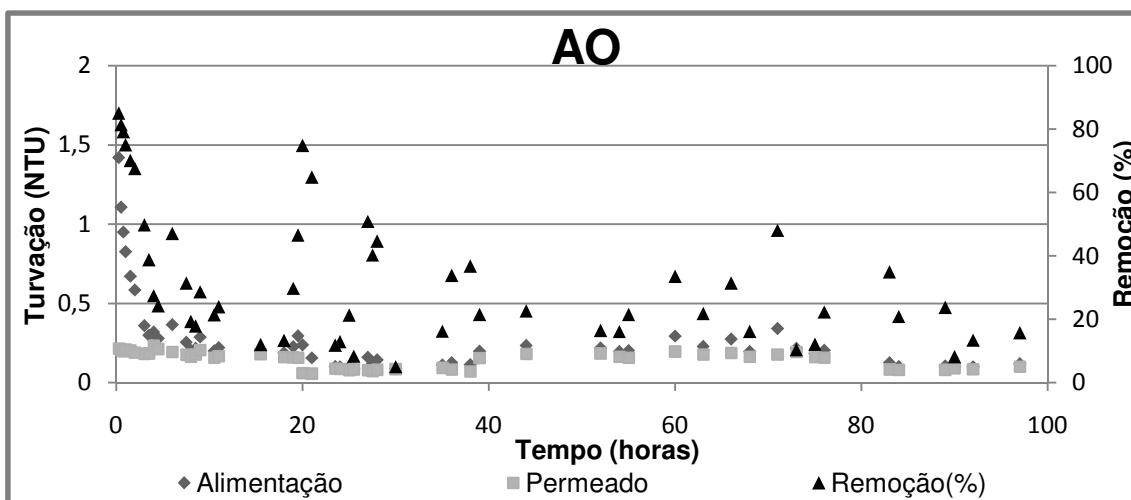 AO
Turvação (NTU)
2
1,5
1
0,5
0
100
80
60
40
20
0
Remoção (%)
0 20 40 60 80 100
Tempo (horas)
Alimentação Permeado Remoção(%)